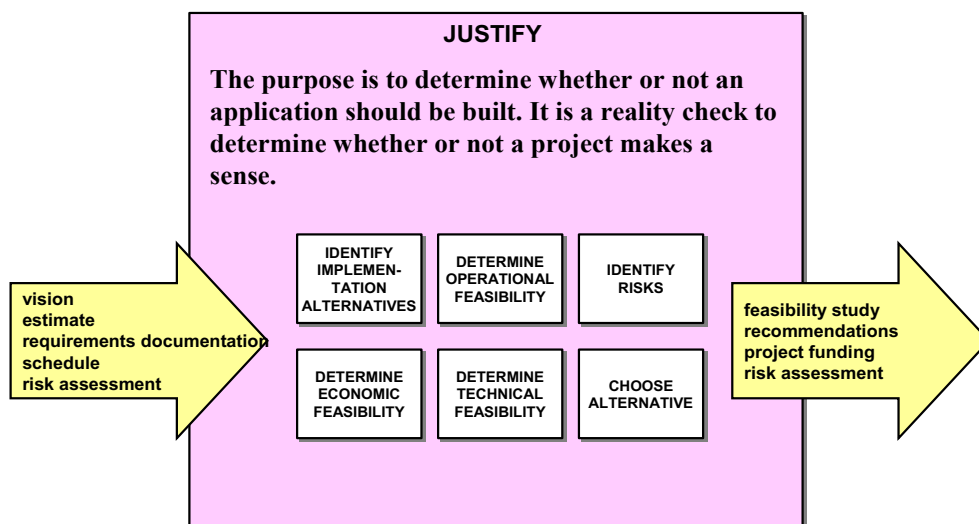 JUSTIFY
The purpose is to determine whether or not an
application should be built. It is a reality check to
determine whether or not a project makes a
sense.
vision
estimate
requirements documentation
schedule
risk assessment
IDENTIFY
IMPLEMEN-
TATION
ALTERNATIVES
DETERMINE
OPERATIONAL
FEASIBILITY
IDENTIFY
RISKS
DETERMINE
ECONOMIC
FEASIBILITY
DETERMINE
TECHNICAL
FEASIBILITY
CHOOSE
ALTERNATIVE
feasibility study
recommendations
project funding
risk assessment